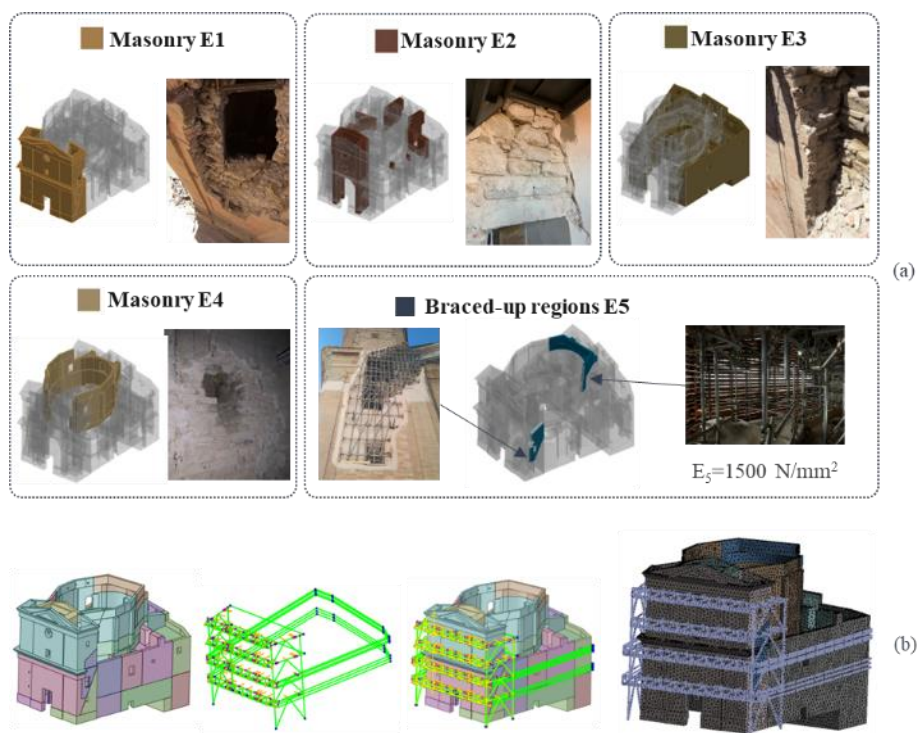 Masonry E1
Masonry E2
Masonry E3
(a)
Masonry E4
Braced-up regions E5
E₅=1500 N/mm²
(b)